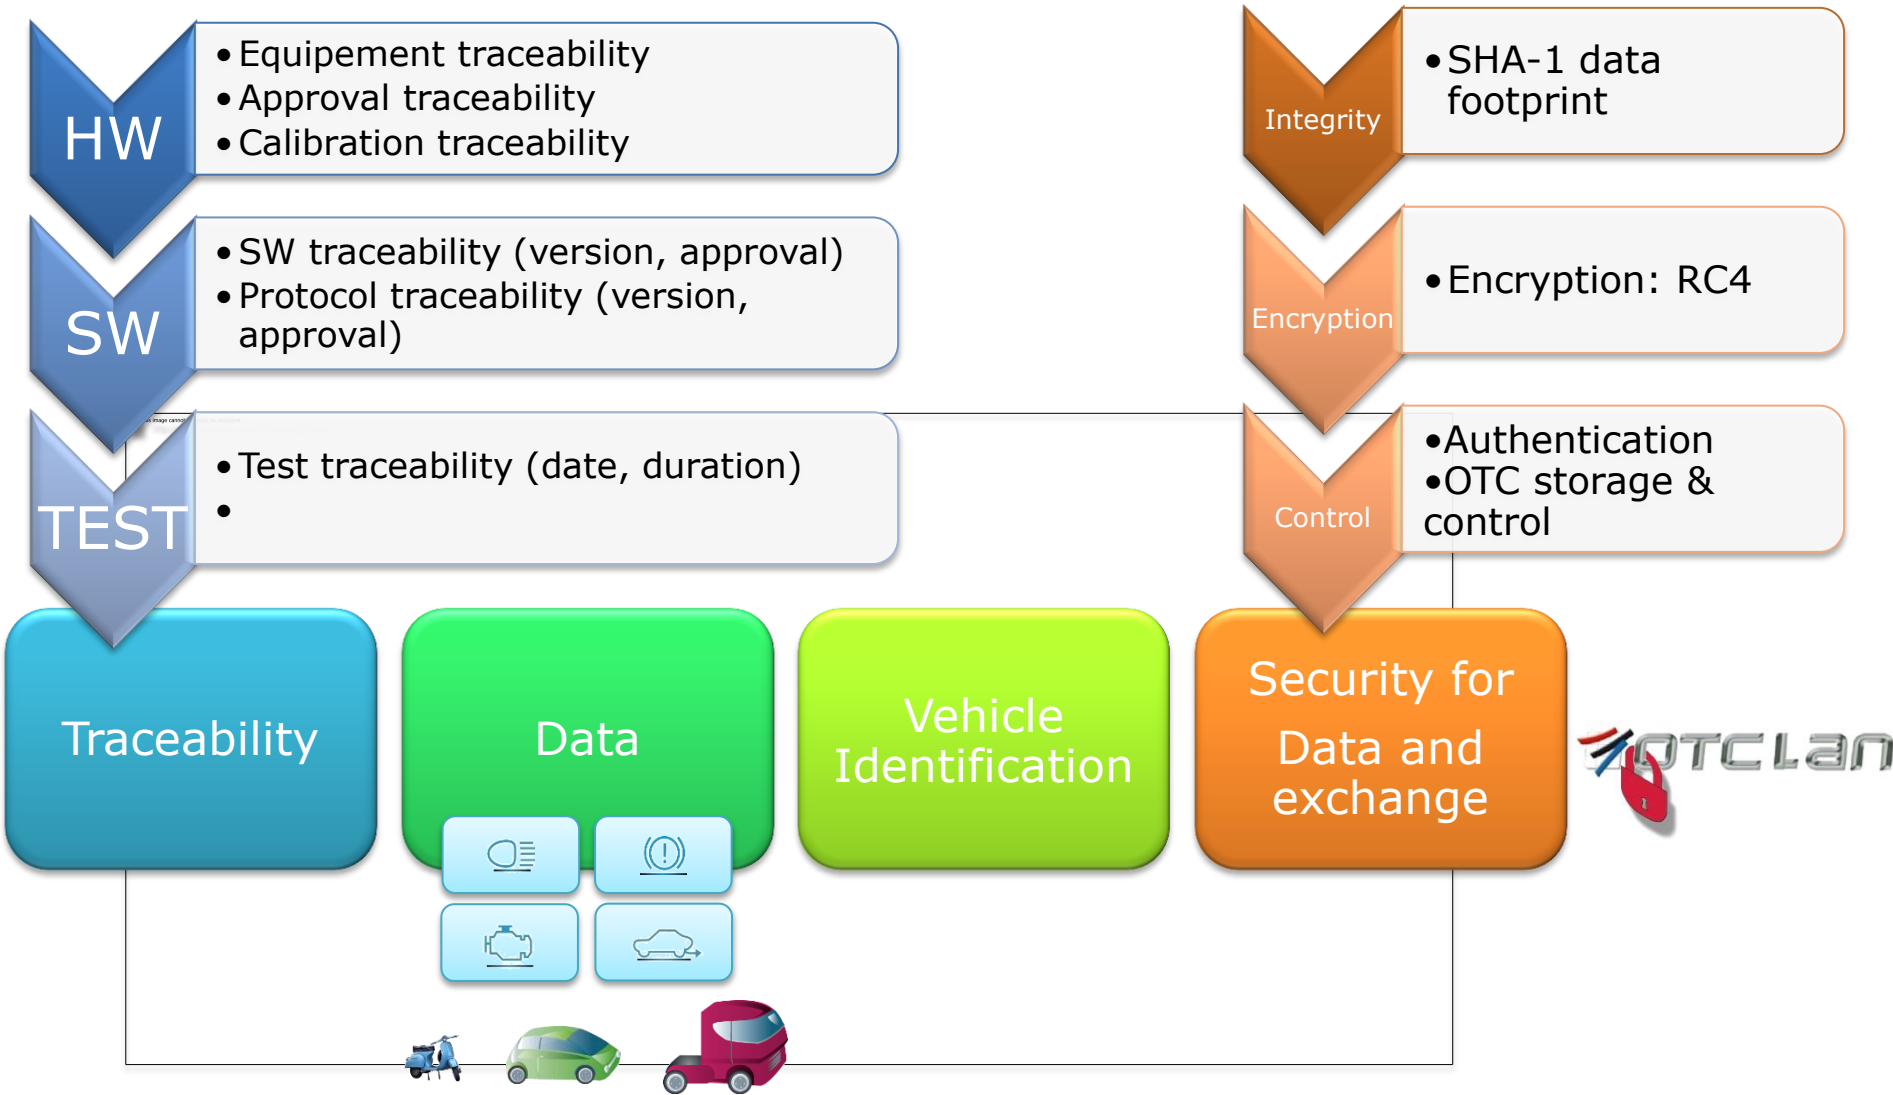 HW
• Equipement traceability
• Approval traceability
• Calibration traceability
SW
• SW traceability (version, approval)
• Protocol traceability (version,
approval)
TEST
• Test traceability (date, duration)
•
Integrity
• SHA-1 data
footprint
Encryption
• Encryption: RC4
Control
•Authentication
•OTC storage &
control
Traceability
Data
Vehicle
Identification
Security for
Data and
exchange
OTCLan